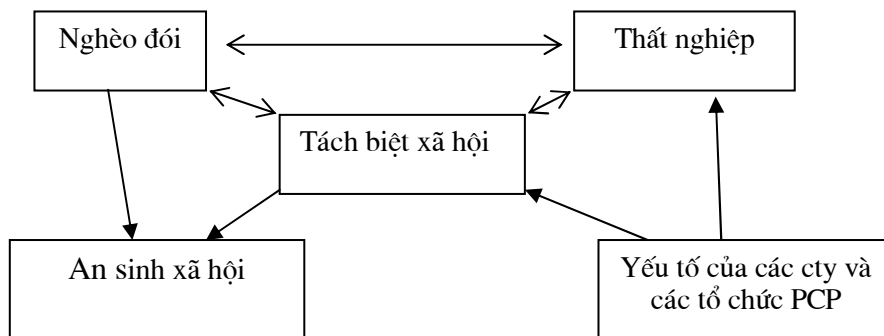 Nghèo đói
Thất nghiệp
Tách biệt xã hội
An sinh xã hội
Yếu tố của các cty và
các tổ chức PCP